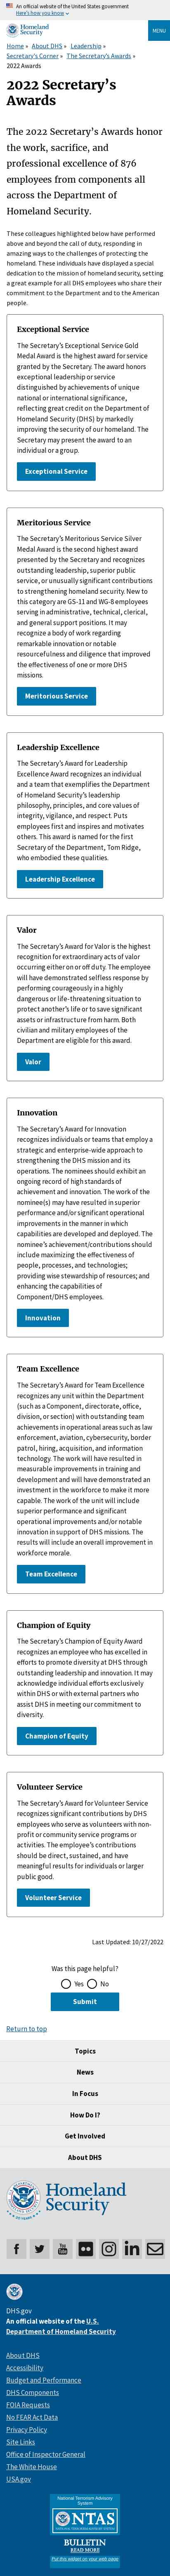 An official website of the United States government
Here's how you know
Homeland
Security
MENU
Home » About DHS » Leadership »
Secretary's Corner » The Secretary's Awards »
2022 Awards
2022 Secretary's
Awards
The 2022 Secretary's Awards honor
the work, sacrifice, and
professional excellence of 876
employees from components all
across the Department of
Homeland Security.
These colleagues highlighted below have performed
above and beyond the call of duty, responding in
amazing ways to the challenges of protecting the
homeland. These individuals have displayed a special
dedication to the mission of homeland security, setting
a great example for all DHS employees who share their
commitment to the Department and to the American
people.
Exceptional Service
The Secretary's Exceptional Service Gold
Medal Award is the highest award for service
granted by the Secretary. The award honors
exceptional leadership or service
distinguished by achievements of unique
national or international significance,
reflecting great credit on the Department of
Homeland Security (DHS) by markedly
improving the security of our homeland. The
Secretary may present the award to an
individual or a group.
Exceptional Service
Meritorious Service
The Secretary's Meritorious Service Silver
Medal Award is the second highest award
presented by the Secretary and recognizes
outstanding leadership, superior public
service, or unusually significant contributions
to strengthening homeland security. New to
this category are GS-11 and WG-8 employees
serving in administrative, technical, clerical,
and general support positions. Their
performance of work may regarding
remarkable innovation or notable
resourcefulness and diligence that improved
the effectiveness of one or more DHS
missions.
Meritorious Service
Leadership Excellence
The Secretary's Award for Leadership
Excellence Award recognizes an individual
and a team that exemplifies the Department
of Homeland Security's leadership
philosophy, principles, and core values of
integrity, vigilance, and respect. Puts
employees first and inspires and motivates
others. This award is named for the first
Secretary of the Department, Tom Ridge,
who embodied these qualities.
Leadership Excellence
Valor
The Secretary's Award for Valor is the highest
recognition for extraordinary acts of valor
occurring either on or off duty. The employee
will have demonstrated selfless response by
performing courageously in a highly
dangerous or life-threatening situation to
protect another's life or to save significant
assets or infrastructure from harm. Both
civilian and military employees of the
Department are eligible for this award.
Valor
Innovation
The Secretary's Award for Innovation
recognizes individuals or teams that employ a
strategic and enterprise-wide approach to
strengthening the DHS mission and its
operations. The nominees should exhibit an
ongoing record of high standards of
achievement and innovation. The work of the
nominee(s) may have resulted in superior
performance and/or significant operational
improvements in the manner in which
capabilities are developed and deployed. The
nominee's achievement/contributions should
include maximizing the effectiveness of
people, processes, and technologies;
providing wise stewardship of resources; and
enhancing the capabilities of
Component/DHS employees.
Innovation
Team Excellence
The Secretary's Award for Team Excellence
recognizes any unit within the Department
(such as a Component, directorate, office,
division, or section) with outstanding team
achievements in operational areas such as law
enforcement, aviation, cybersecurity, border
patrol, hiring, acquisition, and information
technology. The work will have resulted in
measurable achievements in training and
development and will have demonstrated an
investment in the workforce to make it more
capable. The work of the unit will include
superior performance and significant and
operational improvements and/or notable
innovation in support of DHS missions. The
results will include an overall improvement in
workforce morale.
Team Excellence
Champion of Equity
The Secretary's Champion of Equity Award
recognizes an employee who has excelled in
efforts to promote diversity at DHS through
exemplary leadership and innovation. It may
acknowledge individual efforts exclusively
within DHS or with external partners who
assist DHS in meeting our commitment to
diversity.
Champion of Equity
Volunteer Service
The Secretary's Award for Volunteer Service
recognizes significant contributions by DHS
employees who serve as volunteers with non-
profit or community service programs or
activities. The employee's contributions
should be direct, sustained, and have
meaningful results for individuals or larger
public good.
Volunteer Service
Last Updated: 10/27/2022
Was this page helpful?
Yes No
Submit
Return to top
Topics
News
In Focus
How Do I?
Get Involved
About DHS
Homeland
Security
DHS.gov
An official website of the U.S.
Department of Homeland Security
About DHS
Accessibility
Budget and Performance
DHS Components
FOIA Requests
No FEAR Act Data
Privacy Policy
Site Links
Office of Inspector General
The White House
USA.gov
National Terrorism Advisory
System
NTAS
BULLETIN
READ MORE
Put this widget on your web page